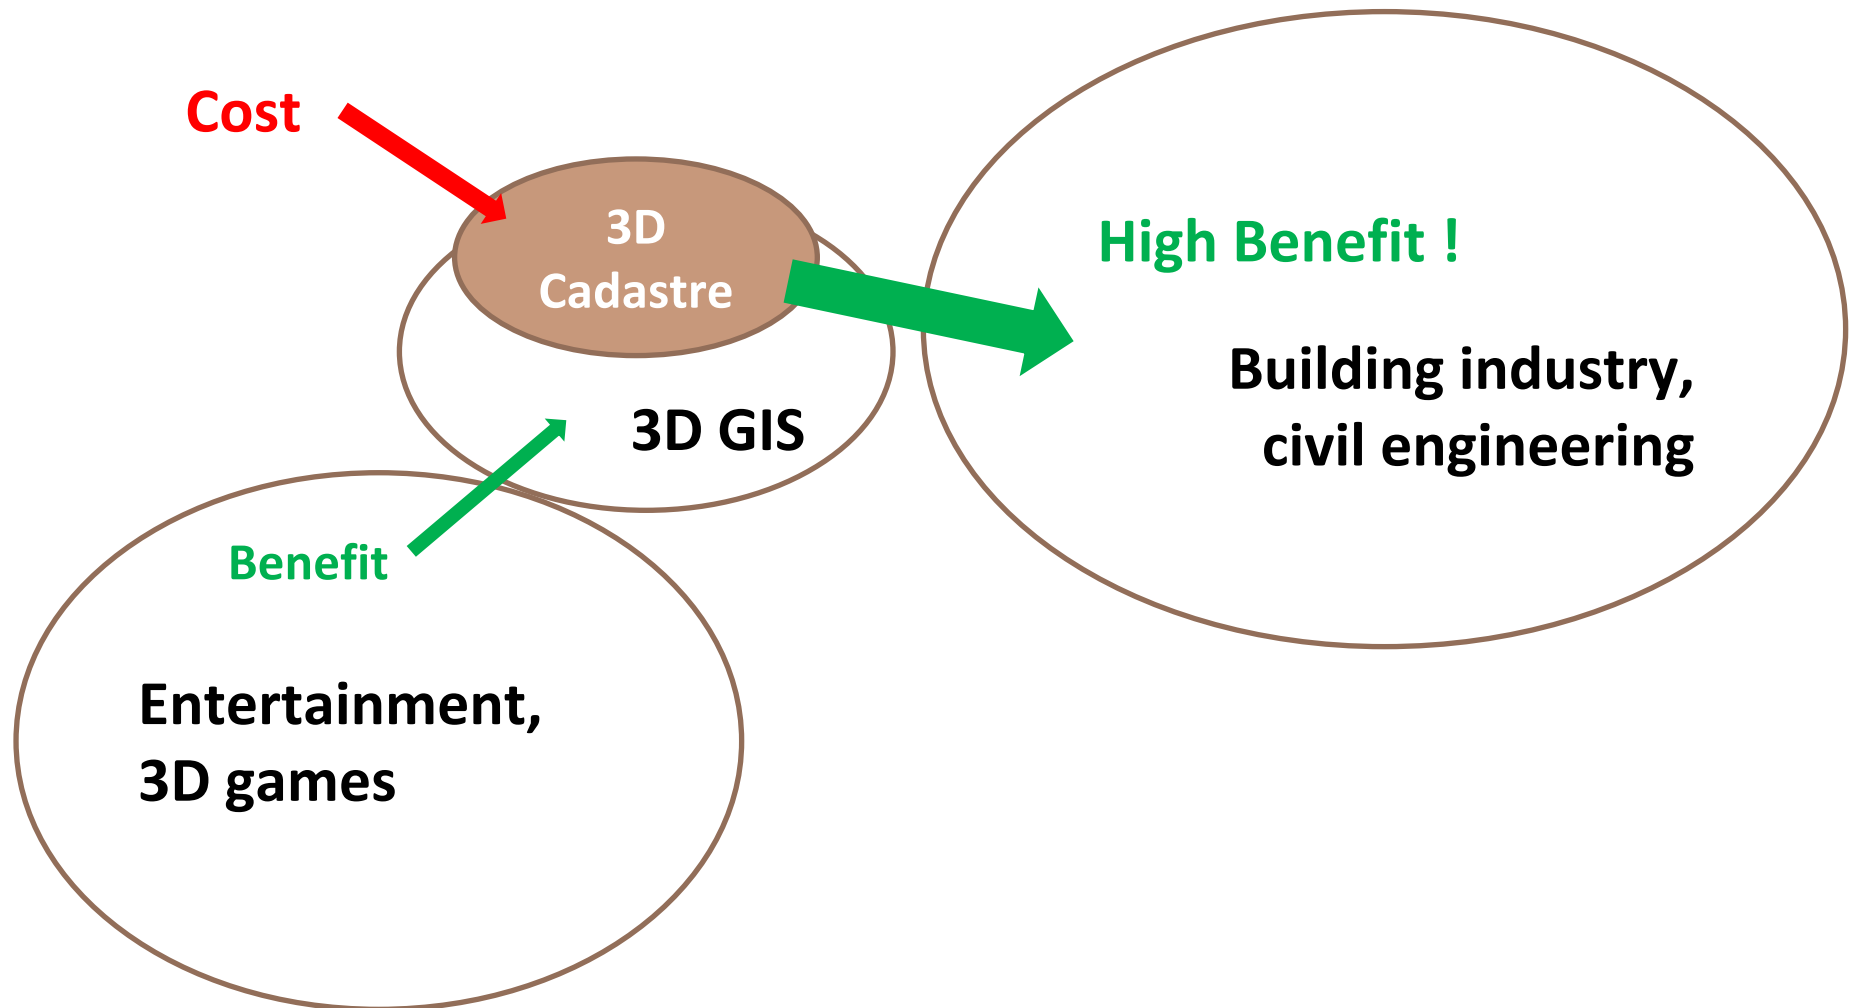 Cost
3D
Cadastre
High Benefit !
Building industry,
civil engineering
3D GIS
Benefit
Entertainment,
3D games